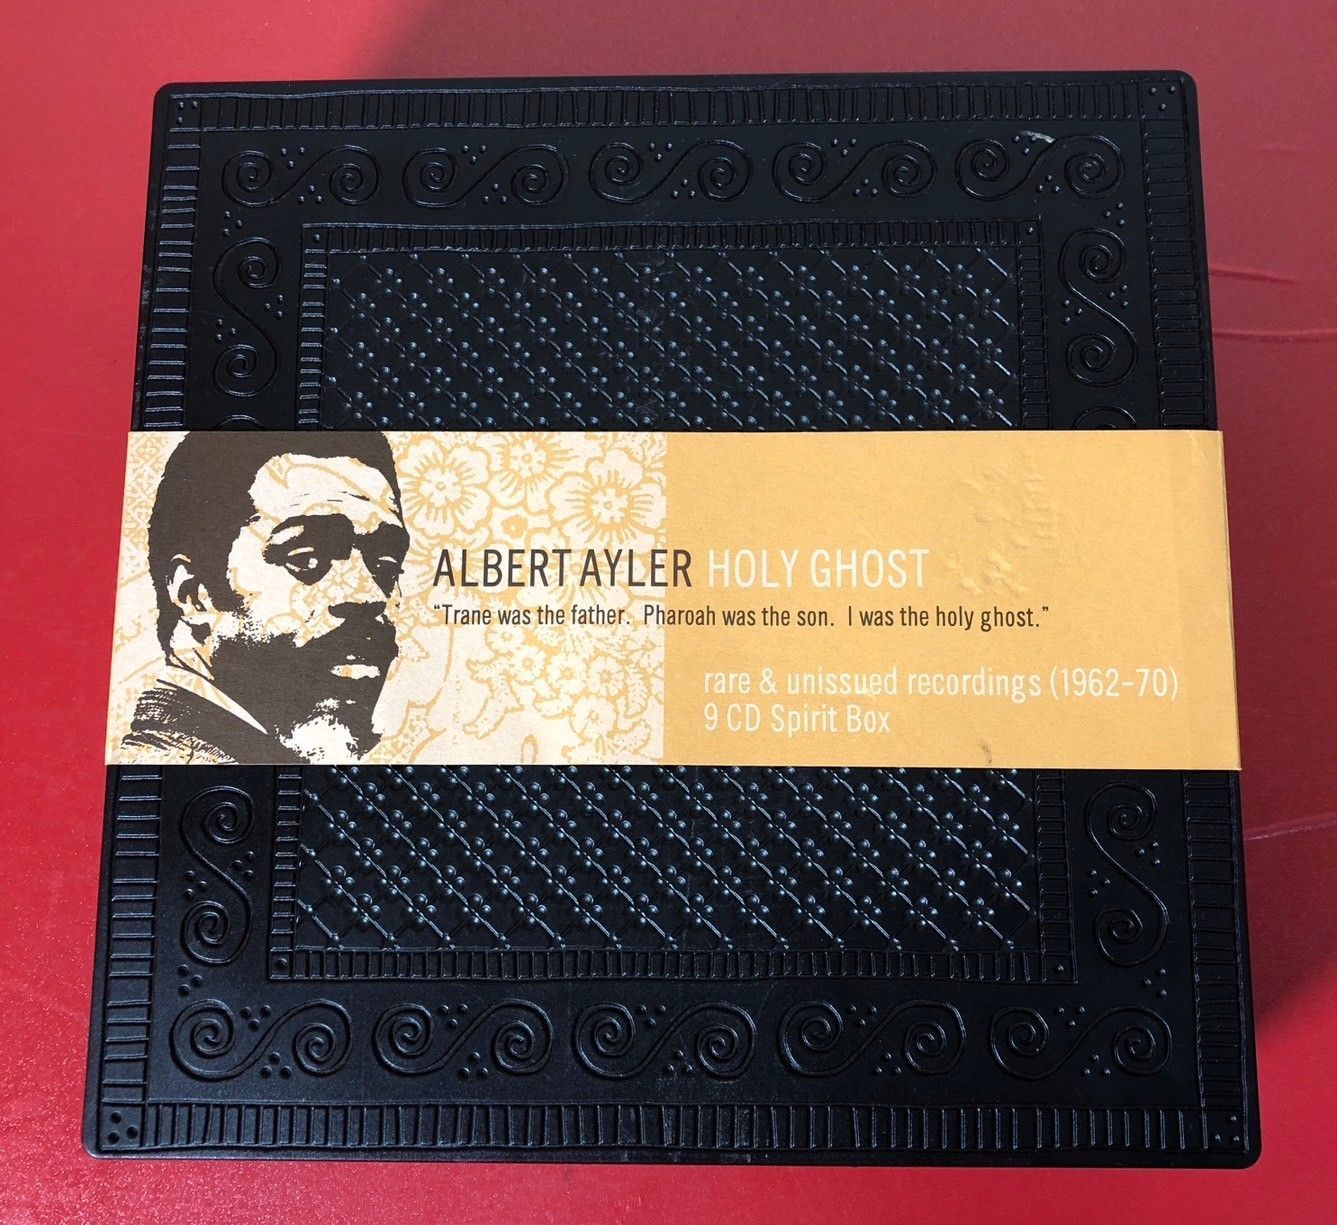 ALBERT AYLER HOLY GHOST
“Trane was the father. Pharoah was the son. I was the holy ghost.”
rare & unissued recordings (1962-70)
9 CD Spirit Box